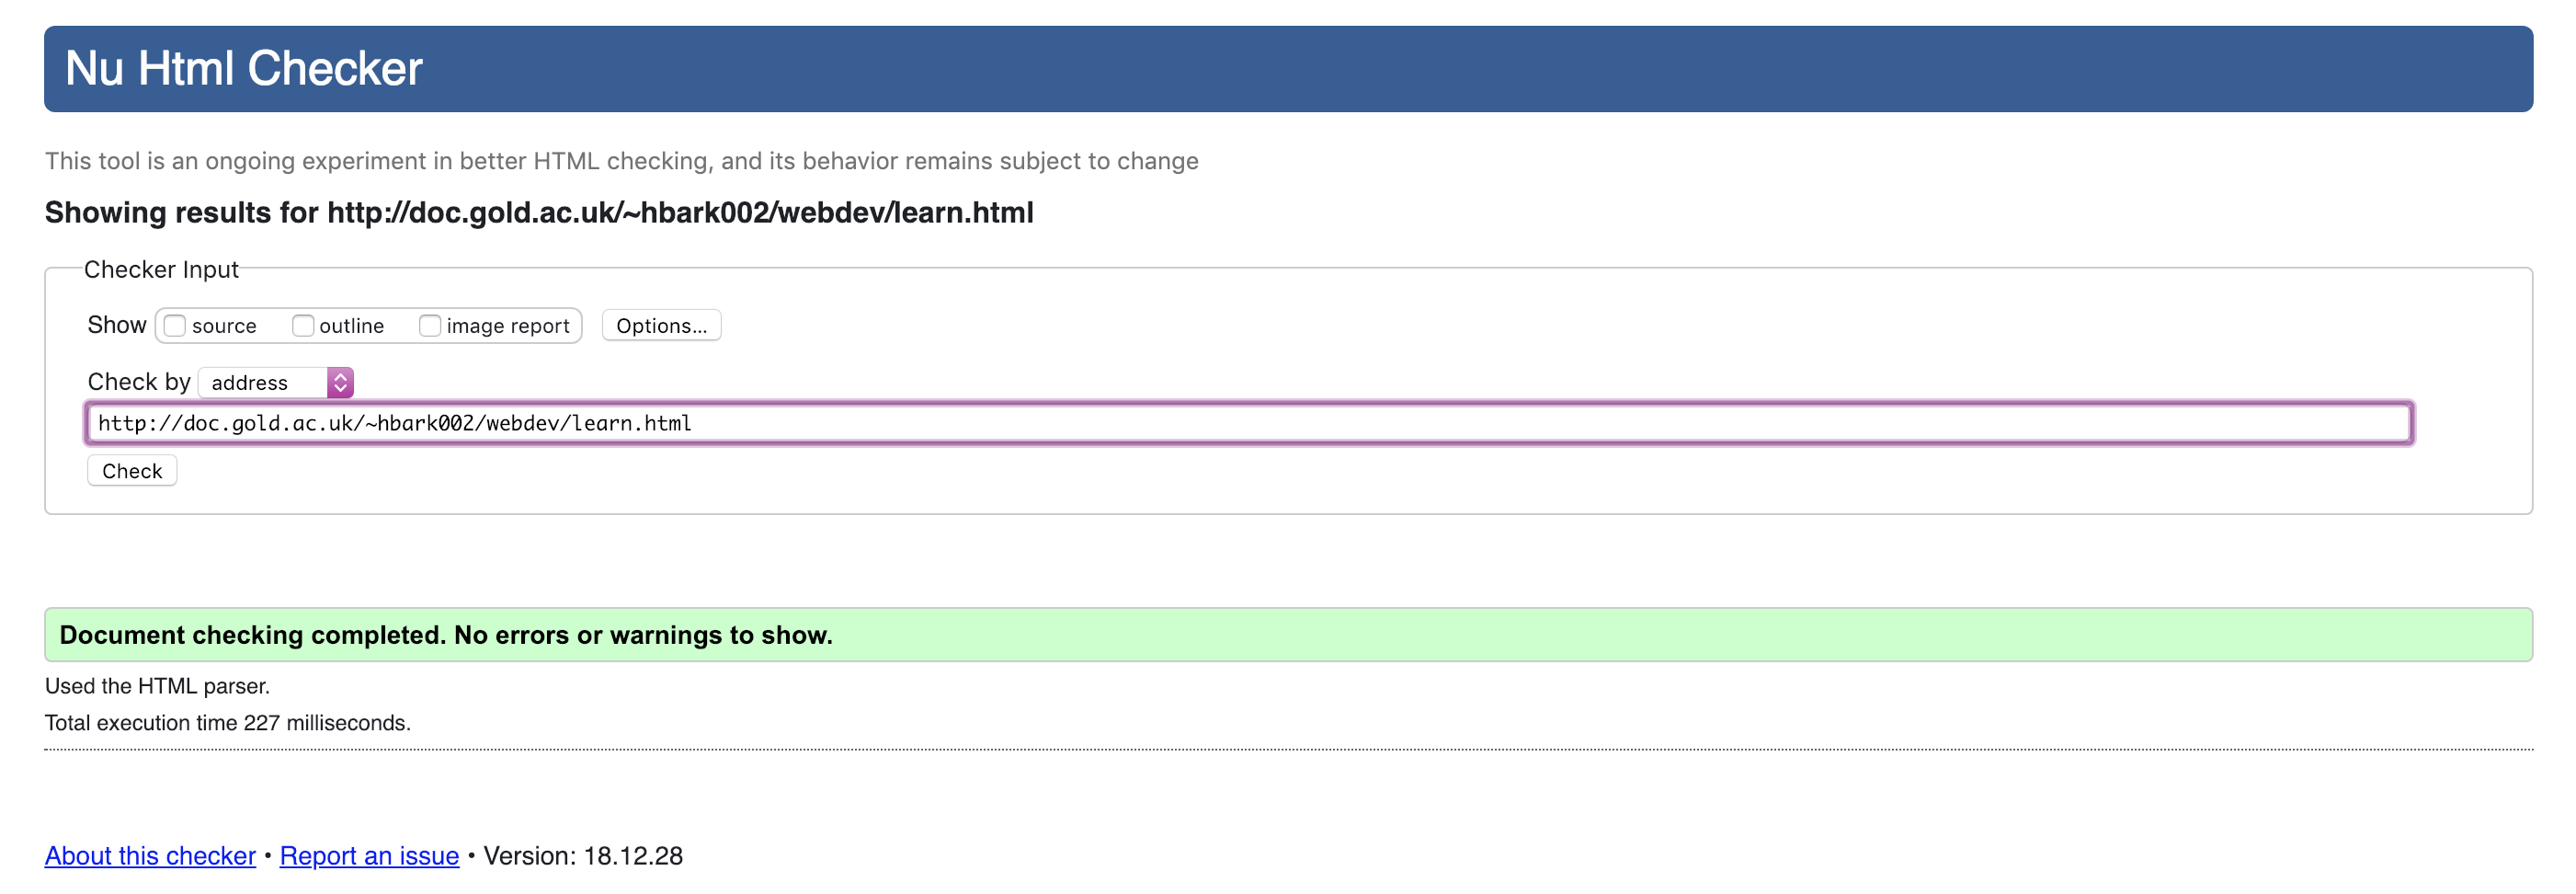 Nu Html Checker
This tool is an ongoing experiment in better HTML checking, and its behavior remains subject to change
Showing results for http://doc.gold.ac.uk/~hbark002/webdev/learn.html
Checker Input
Show source outline image report Options...
Check by address
http://doc.gold.ac.uk/~hbark002/webdev/learn.html
Check
Document checking completed. No errors or warnings to show.
Used the HTML parser.
Total execution time 227 milliseconds.
About this checker • Report an issue • Version: 18.12.28